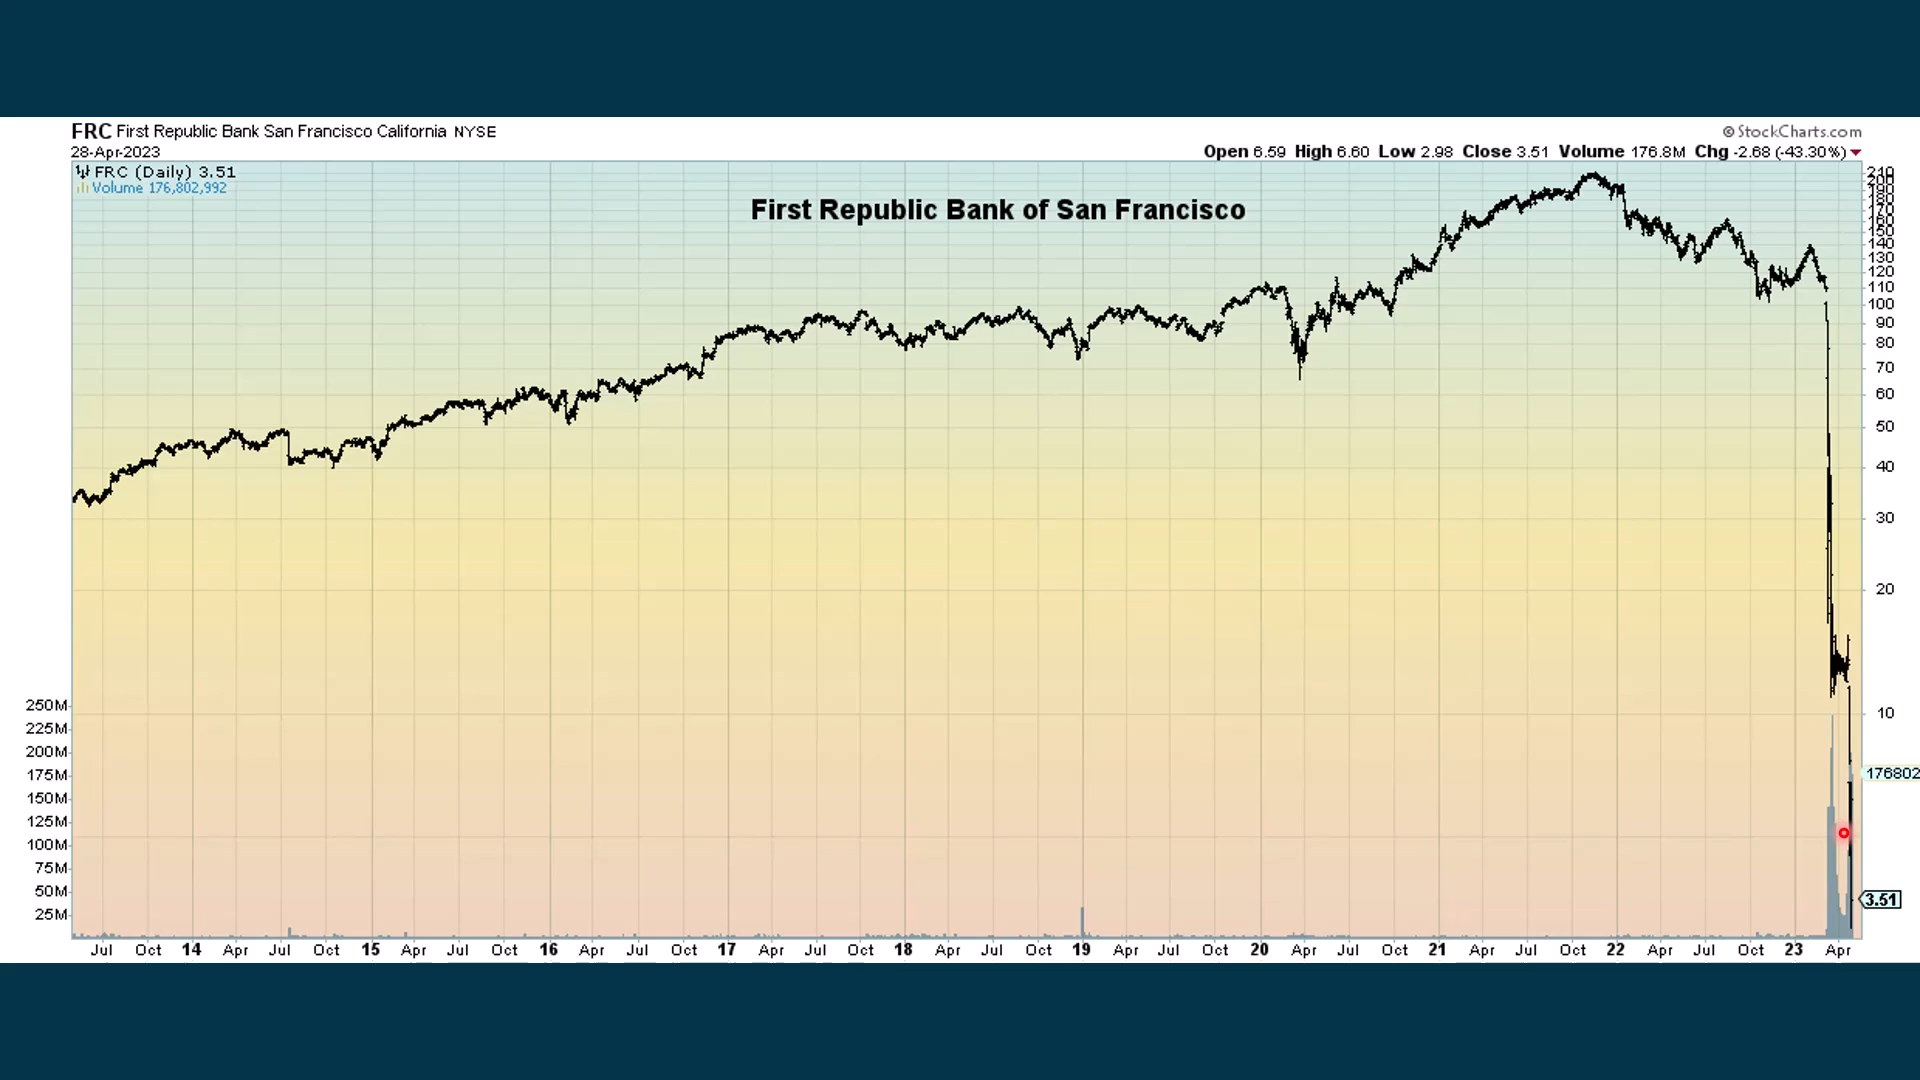 FRC First Republic Bank San Francisco California NYSE
© StockCharts.com
28-Apr-2023
Open 6.59 High 6.60 Low 2.98 Close 3.51 Volume 176.8M Chg -2.68 (-43.30%)
FRC (Daily) 3.51
Volume 176,802,992
First Republic Bank of San Francisco
210
200
190
180
170
160
150
140
130
120
110
100
90
80
70
60
50
40
30
20
10
250M
225M
200M
175M
150M
125M
100M
75M
50M
25M
176802
3.51
Jul Oct 14 Apr Jul Oct 15 Apr Jul Oct 16 Apr Jul Oct 17 Apr Jul Oct 18 Apr Jul Oct 19 Apr Jul Oct 20 Apr Jul Oct 21 Apr Jul Oct 22 Apr Jul Oct 23 Apr